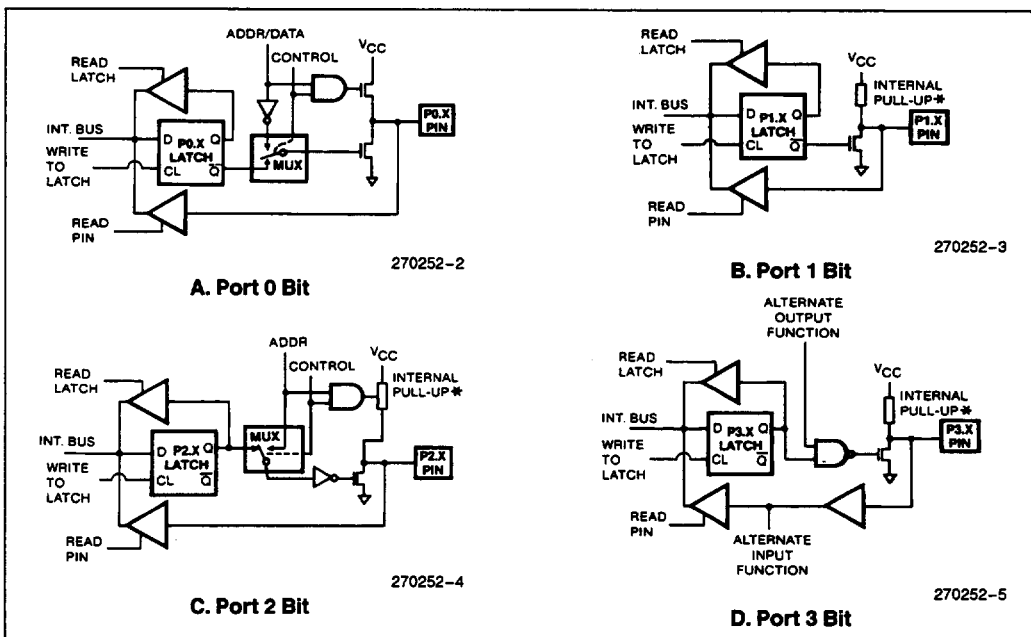 ADDR/DATA
CONTROL
VCC
READ
LATCH
INT. BUS
WRITE
TO
LATCH
D P0.X Q
LATCH
CL Q
MUX
P0.X
PIN
READ
PIN
270252-2
A. Port 0 Bit
READ
LATCH
VCC
INTERNAL
PULL-UP*
INT. BUS
WRITE
TO
LATCH
D P1.X Q
LATCH
CL Q
P1.X
PIN
READ
PIN
270252-3
B. Port 1 Bit
ADDR
CONTROL
VCC
READ
LATCH
INTERNAL
PULL-UP*
INT. BUS
WRITE
TO
LATCH
D P2.X Q
LATCH
CL Q
MUX
P2.X
PIN
READ
PIN
270252-4
C. Port 2 Bit
ALTERNATE
OUTPUT
FUNCTION
VCC
READ
LATCH
INTERNAL
PULL-UP*
INT. BUS
WRITE
TO
LATCH
D P3.X Q
LATCH
CL Q
P3.X
PIN
READ
PIN
ALTERNATE
INPUT
FUNCTION
270252-5
D. Port 3 Bit